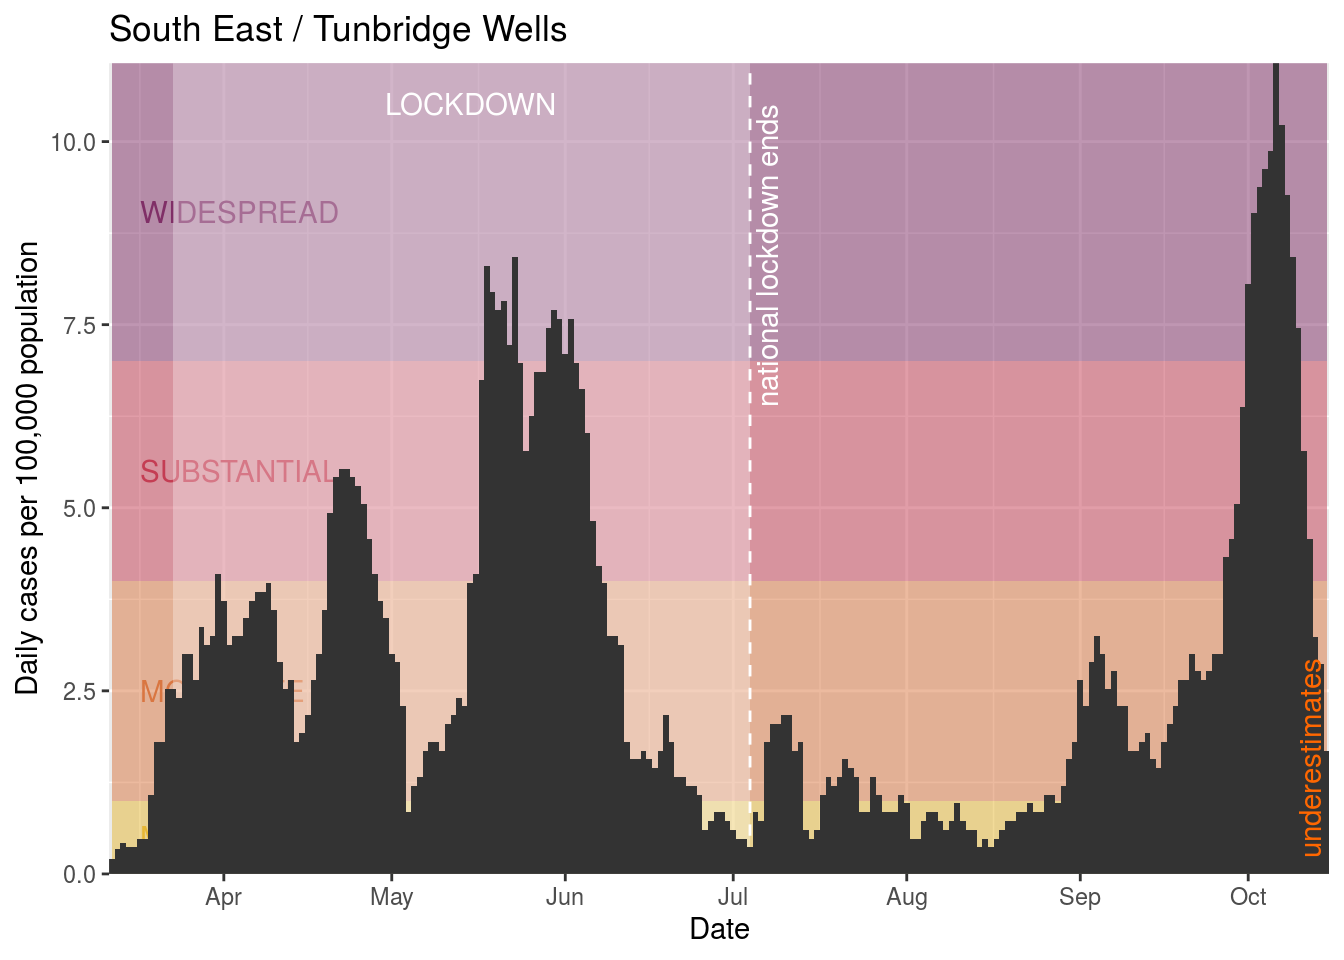 South East / Tunbridge Wells
Daily cases per 100,000 population
10.0
7.5
5.0
2.5
0.0
LOCKDOWN
WIDESPREAD
SUBSTANTIAL
national lockdown ends
underestimates
Apr
May
Jun
Jul
Aug
Sep
Oct
Date